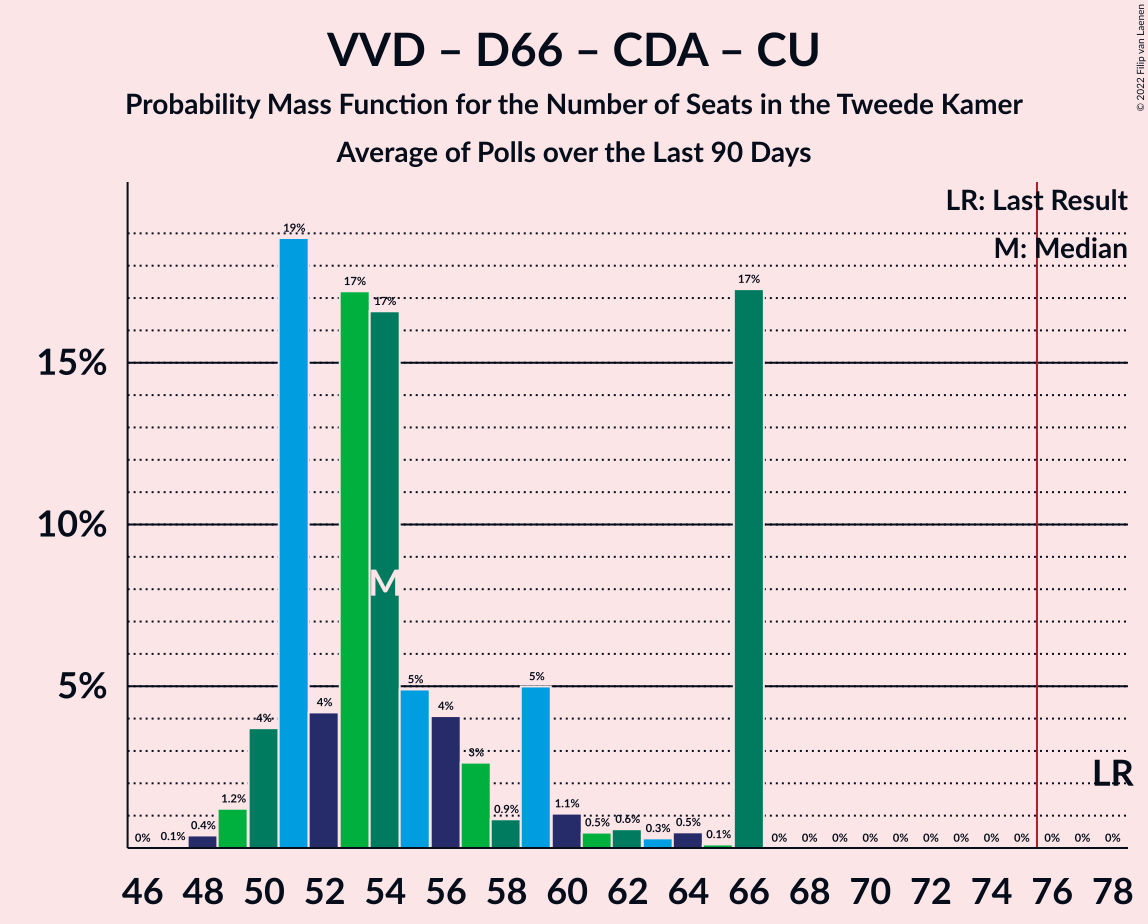 VVD – D66 – CDA – CU
Probability Mass Function for the Number of Seats in the Tweede Kamer
Average of Polls over the Last 90 Days
© 2022 Filip van Laenen
LR: Last Result
M: Median
15%
10%
5%
0% 0.1% 0.4% 1.2% 4% 19% 4% 17% 17% 5% 4% 3% 0.9% 5% 1.1% 0.5% 0.6% 0.3% 0.5% 0.1% 17% 0% 0% 0% 0% 0% 0% 0% 0% 0% 0% 0% 0%
M
LR
46 48 50 52 54 56 58 60 62 64 66 68 70 72 74 76 78